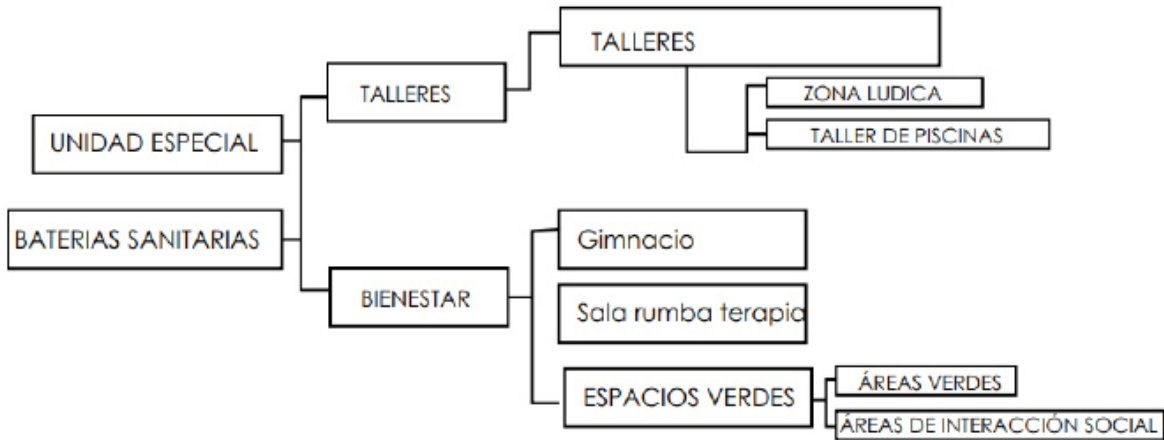 TALLERES
TALLERES
ZONA LUDICA
TALLER DE PISCINAS
UNIDAD ESPECIAL
BATERIAS SANITARIAS
Gimnacio
BIENESTAR
Sala rumba terapia
ESPACIOS VERDES
ÁREAS VERDES
ÁREAS DE INTERACCIÓN SOCIAL